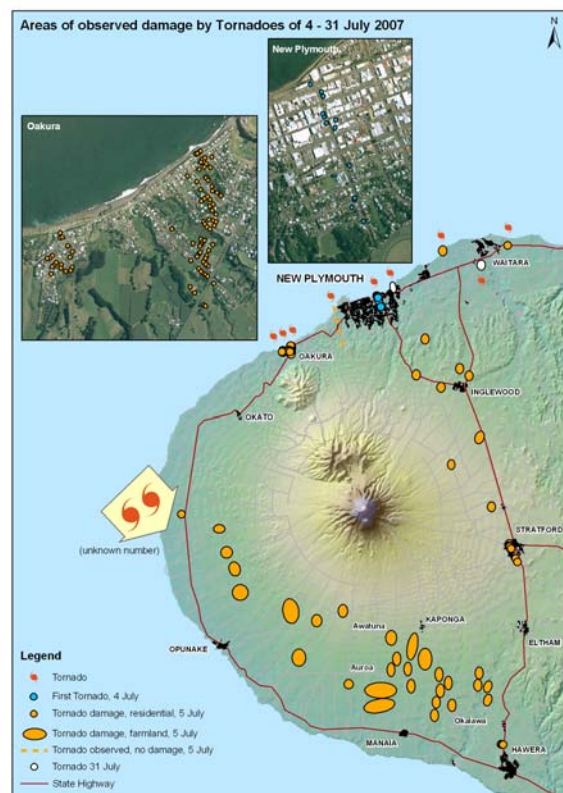 Areas of observed damage by Tornadoes of 4 - 31 July 2007
N
New Plymouth
Oakura
WAITARA
NEW PLYMOUTH
OAKURA
INGLEWOOD
OKATO
(unknown number)
STRATFORD
Awatuna
KAPONGA
ELTHAM
OPUNAKE
Auroa
Okaiawa
MANAIA
HAWERA
Legend
Tornado
First Tornado, 4 July
Tornado damage, residential, 5 July
Tornado damage, farmland, 5 July
Tornado observed, no damage, 5 July
Tornado 31 July
State Highway